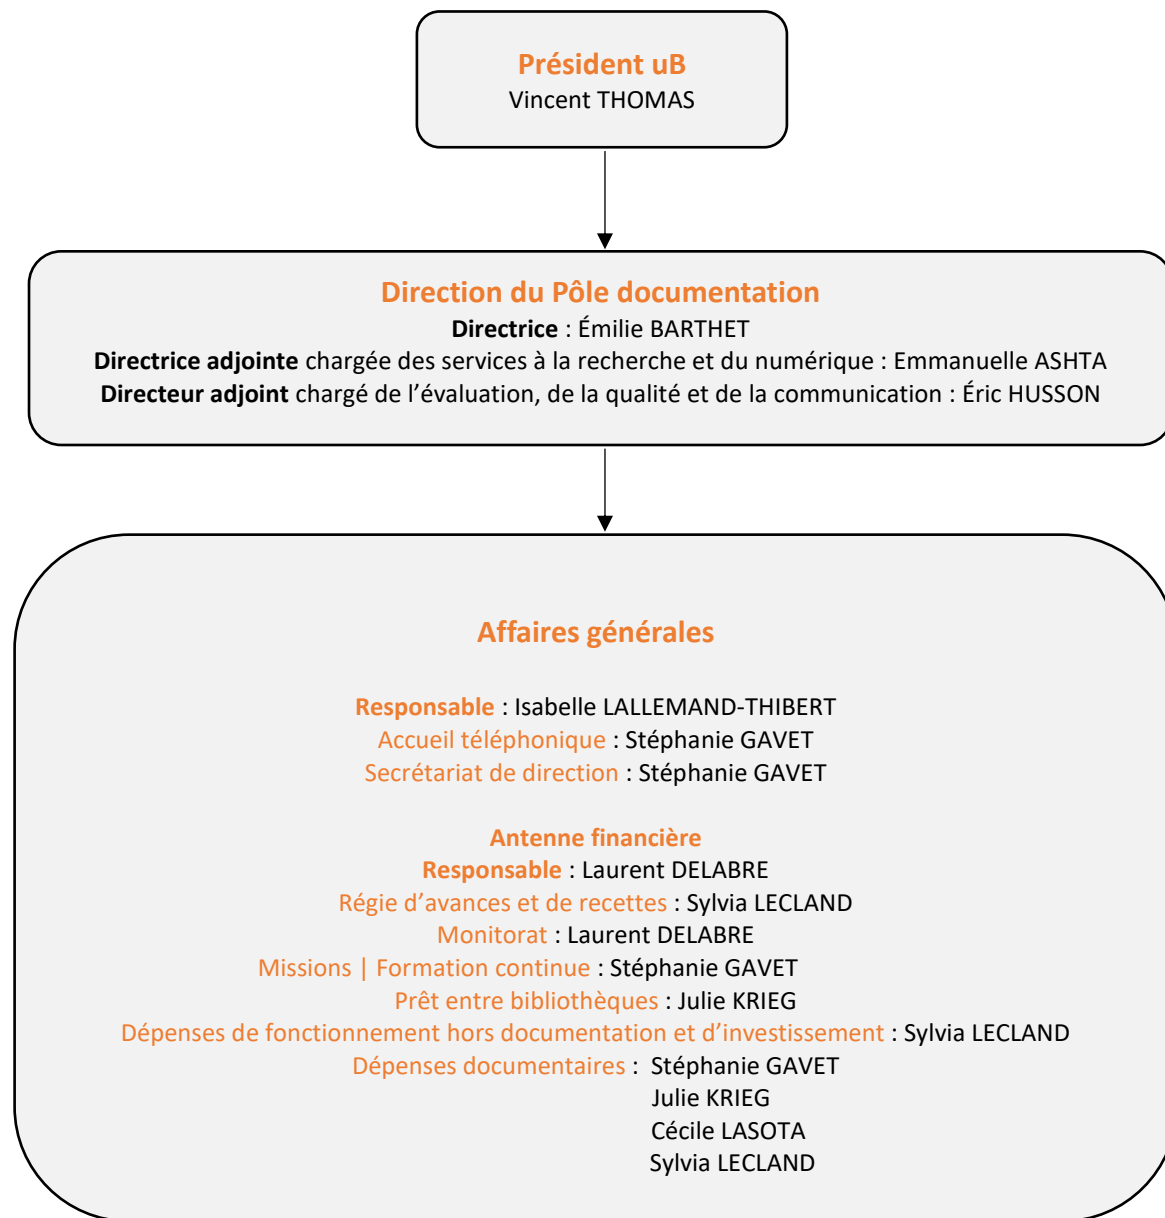 Président uB
Vincent THOMAS
Direction du Pôle documentation
Directrice : Émilie BARTHET
Directrice adjointe chargée des services à la recherche et du numérique : Emmanuelle ASHTA
Directeur adjoint chargé de l’évaluation, de la qualité et de la communication : Éric HUSSON
Affaires générales
Responsable : Isabelle LALLEMAND-THIBERT
Accueil téléphonique : Stéphanie GAVET
Secrétariat de direction : Stéphanie GAVET
Antenne financière
Responsable : Laurent DELABRE
Régie d’avances et de recettes : Sylvia LECLAND
Monitorat : Laurent DELABRE
Missions | Formation continue : Stéphanie GAVET
Prêt entre bibliothèques : Julie KRIEG
Dépenses de fonctionnement hors documentation et d’investissement : Sylvia LECLAND
Dépenses documentaires : Stéphanie GAVET
Julie KRIEG
Cécile LASOTA
Sylvia LECLAND